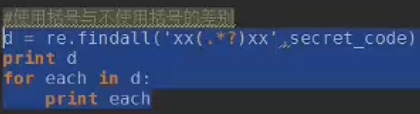 #使用括号与不使用括号的差别
d = re.findall('xx(.*?)xx',secret_code)
print d
for each in d:
    print each